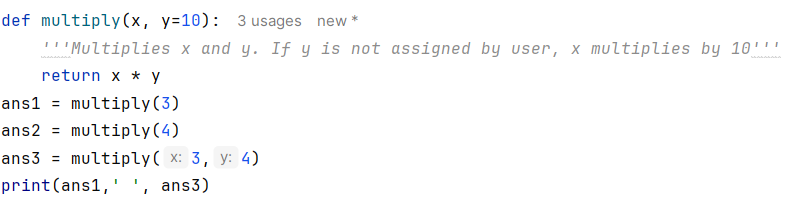 def multiply(x, y=10): 3 usages new *
'''Multiplies x and y. If y is not assigned by user, x multiplies by 10'''
return x * y
ans1 = multiply(3)
ans2 = multiply(4)
ans3 = multiply( x: 3, y: 4)
print(ans1,' ', ans3)